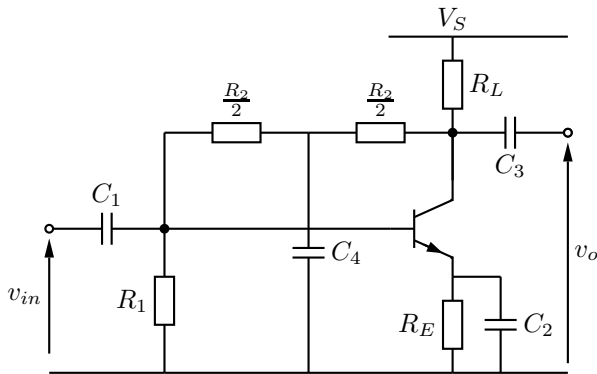 V_S
R_2/2
R_2/2
R_L
C_3
C_1
C_4
v_o
v_in
R_1
R_E
C_2